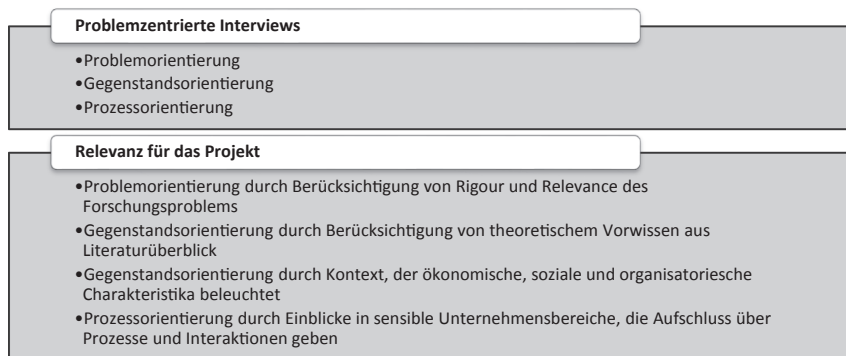 Problemzentrierte Interviews
•Problemorientierung
•Gegenstandsorientierung
•Prozessorientierung
Relevanz für das Projekt
•Problemorientierung durch Berücksichtigung von Rigour und Relevance des
Forschungsproblems
•Gegenstandsorientierung durch Berücksichtigung von theoretischem Vorwissen aus
Literaturüberblick
•Gegenstandsorientierung durch Kontext, der ökonomische, soziale und organisatoriesche
Charakteristika beleuchtet
•Prozessorientierung durch Einblicke in sensible Unternehmensbereiche, die Aufschluss über
Prozesse und Interaktionen geben